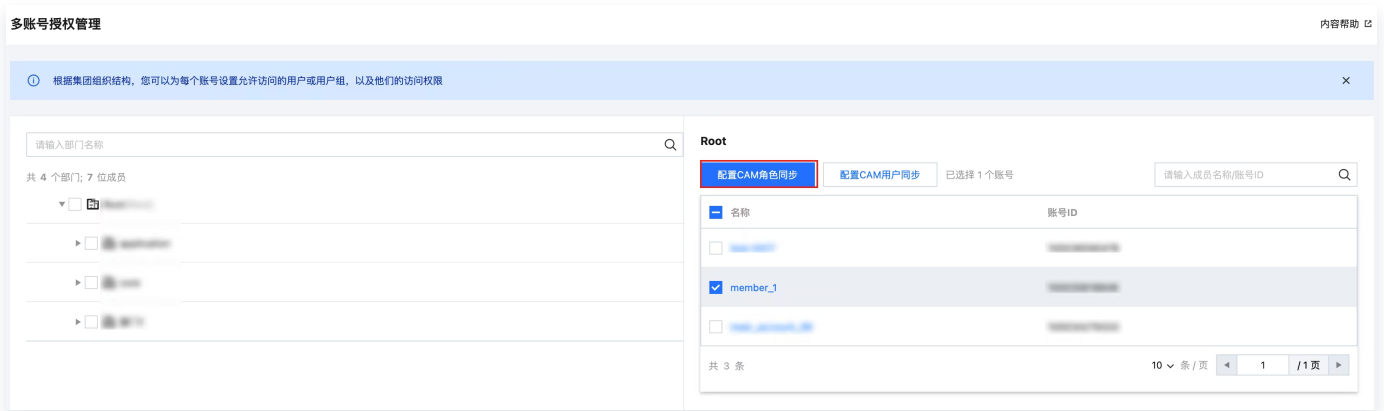 多账号授权管理
内容帮助
根据集团组织结构，您可以为每个账号设置允许访问的用户或用户组，以及他们的访问权限
请输入部门名称
共 4 个部门; 7 位成员
Root
配置CAM角色同步
配置CAM用户同步
已选择 1 个账号
请输入成员名称/账号ID
名称
账号ID
member_1
共 3 条
10 条 / 页
1
/ 1 页